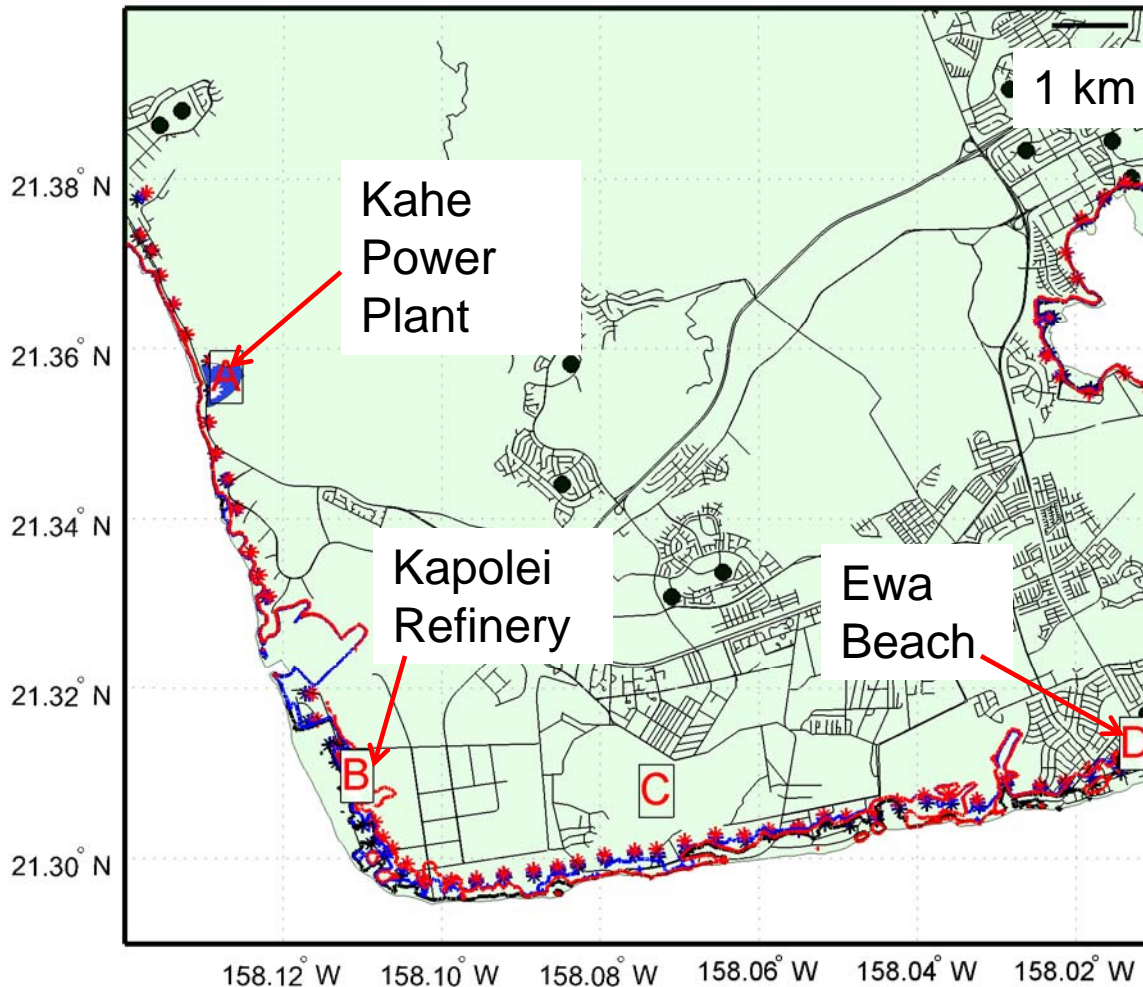 1 km
21.38° N
Kahe
Power
Plant
21.36° N
A
21.34° N
Kapolei
Refinery
Ewa
Beach
21.32° N
B
C
D
21.30° N
158.12° W
158.10° W
158.08° W
158.06° W
158.04° W
158.02° W